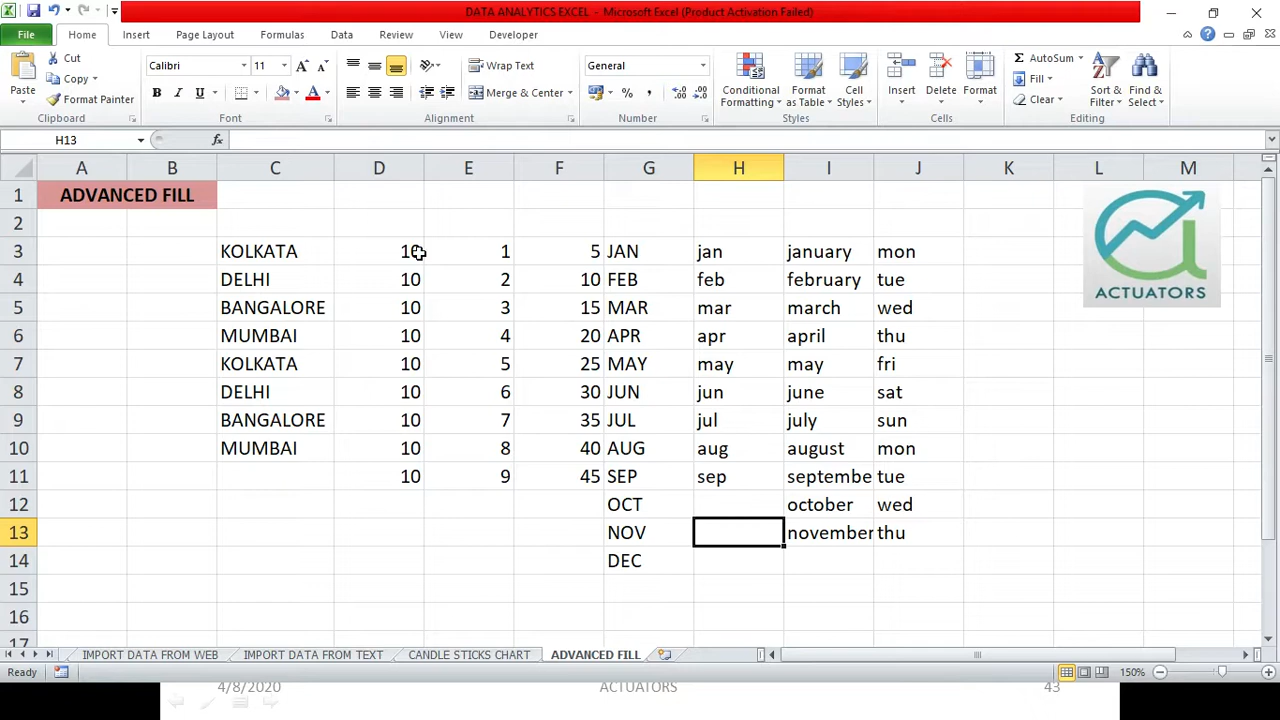 DATA ANALYTICS EXCEL - Microsoft Excel (Product Activation Failed)
File Home Insert Page Layout Formulas Data Review View Developer
Paste
Cut
Copy
Format Painter
Clipboard
Calibri 11
B I U A
Font
Wrap Text
Merge & Center
Alignment
General
%
Number
Conditional Formatting
Format as Table
Cell Styles
Styles
Insert Delete Format
Cells
Σ AutoSum
Fill
Clear
Sort & Filter
Find & Select
Editing
H13 fx
A B C D E F G H I J K L M
1 ADVANCED FILL
2
3 KOLKATA 10 1 5 JAN jan january mon
4 DELHI 10 2 10 FEB feb february tue
5 BANGALORE 10 3 15 MAR mar march wed
6 MUMBAI 10 4 20 APR apr april thu
7 KOLKATA 10 5 25 MAY may may fri
8 DELHI 10 6 30 JUN jun june sat
9 BANGALORE 10 7 35 JUL jul july sun
10 MUMBAI 10 8 40 AUG aug august mon
11 10 9 45 SEP sep septembe tue
12 OCT october wed
13 NOV november thu
14 DEC
15
16
17
ACTUATORS
IMPORT DATA FROM WEB IMPORT DATA FROM TEXT CANDLE STICKS CHART ADVANCED FILL
Ready 150%
4/8/2020 ACTUATORS 43